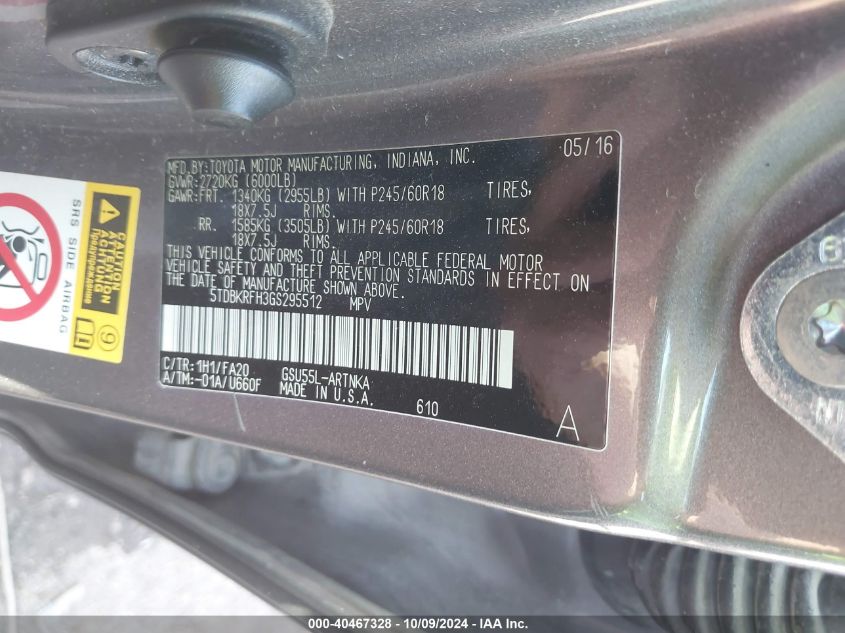 MFD.BY:TOYOTA MOTOR MANUFACTURING, INDIANA, INC. 05/16
GVWR:2720KG (6000LB)
GAWR:FRT. 1340KG (2955LB) WITH P245/60R18 TIRES,
18X7.5J RIMS.
RR. 1585KG (3505LB) WITH P245/60R18 TIRES,
18X7.5J RIMS.
THIS VEHICLE CONFORMS TO ALL APPLICABLE FEDERAL MOTOR
VEHICLE SAFETY AND THEFT PREVENTION STANDARDS IN EFFECT ON
THE DATE OF MANUFACTURE SHOWN ABOVE.
5TDBKRFH3GS295512 MPV
C/TR:1H1/FA20 GSU55L-ARTNKA
A/TM:-01A/U660F MADE IN U.S.A. 610 A
SRS SIDE AIRBAG
ATTENTION
ACHTUNG
Предупреждение
9
000-40467328 - 10/09/2024 - IAA Inc.